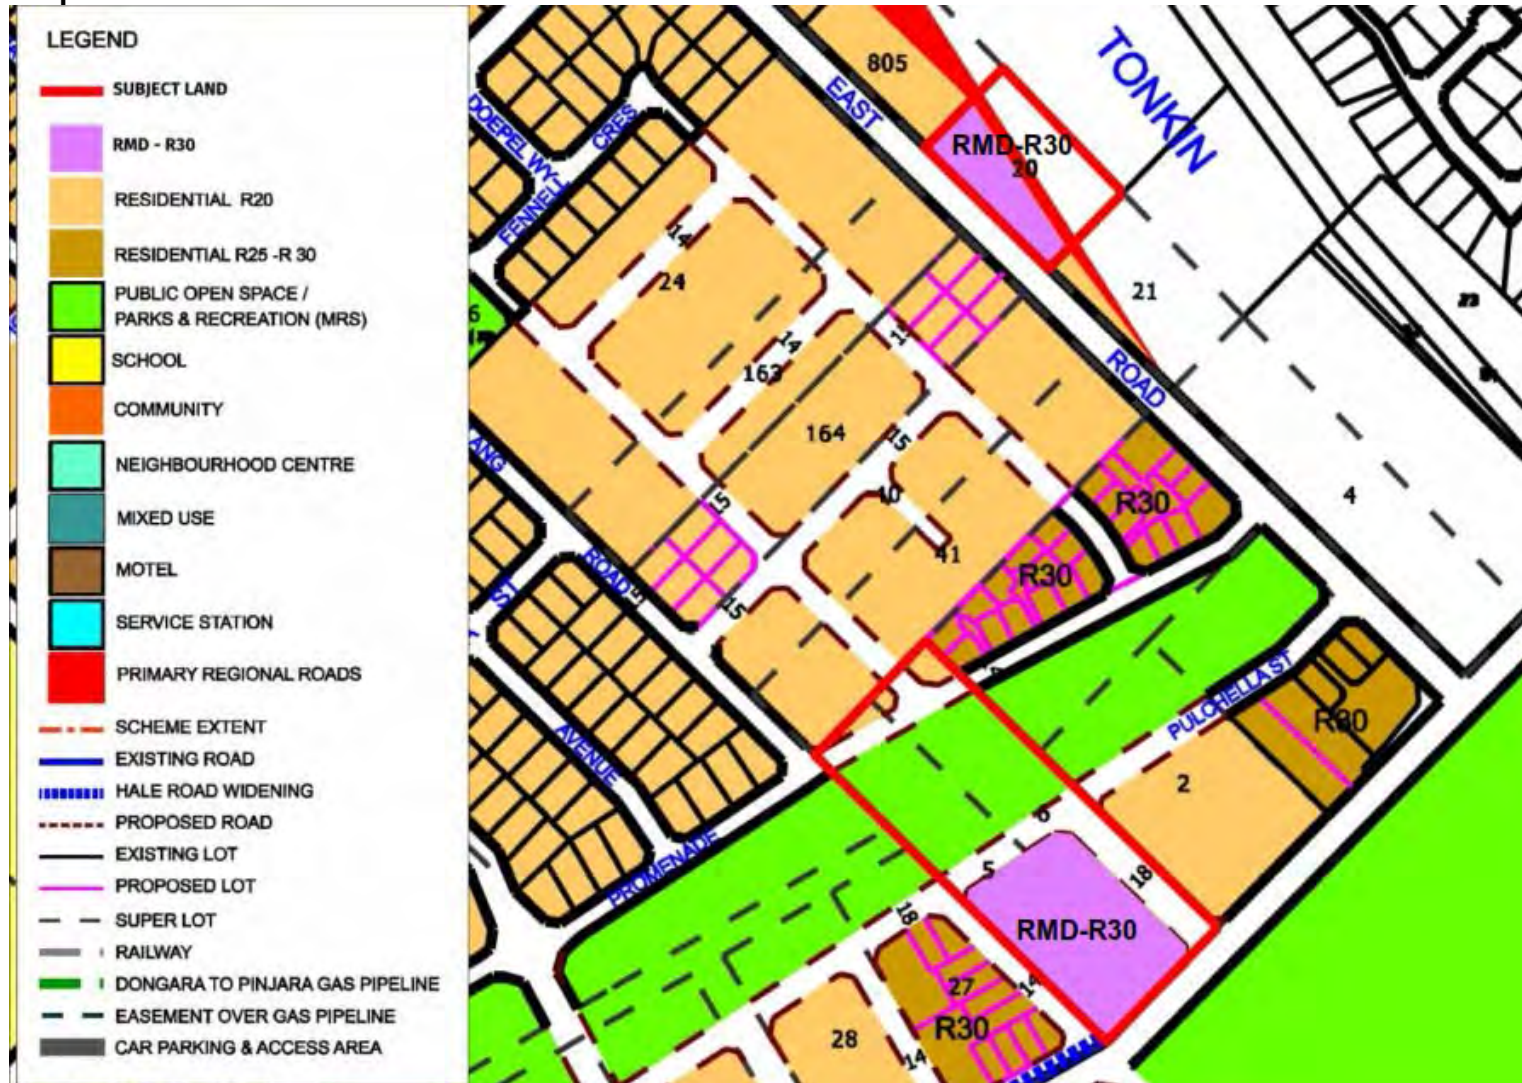 LEGEND
SUBJECT LAND
RMD - R30
RESIDENTIAL R20
RESIDENTIAL R25 -R 30
PUBLIC OPEN SPACE /
PARKS & RECREATION (MRS)
SCHOOL
COMMUNITY
NEIGHBOURHOOD CENTRE
MIXED USE
MOTEL
SERVICE STATION
PRIMARY REGIONAL ROADS
SCHEME EXTENT
EXISTING ROAD
HALE ROAD WIDENING
PROPOSED ROAD
EXISTING LOT
PROPOSED LOT
SUPER LOT
RAILWAY
DONGARA TO PINJARA GAS PIPELINE
EASEMENT OVER GAS PIPELINE
CAR PARKING & ACCESS AREA
805
EAST
TONKIN
DOEPEL WY
CRES
FENNEL
RMD-R30
20
14
24
21
6
14
163
11
ROAD
164
15
ANG
15
10
R30
4
41
R30
ROAD
15
15
ST
PULCHELLA ST
R30
AVENUE
2
6
PROMENADE
5
18
18
RMD-R30
27
14
R30
28
14